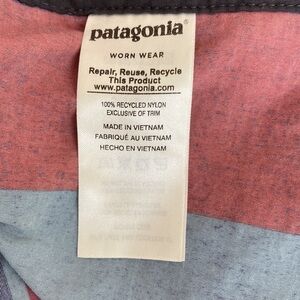 patagonia®
WORN WEAR
Repair, Reuse, Recycle
This Product
www.patagonia.com
100% RECYCLED NYLON
EXCLUSIVE OF TRIM
MADE IN VIETNAM
FABRIQUÉ AU VIETNAM
HECHO EN VIETNAM